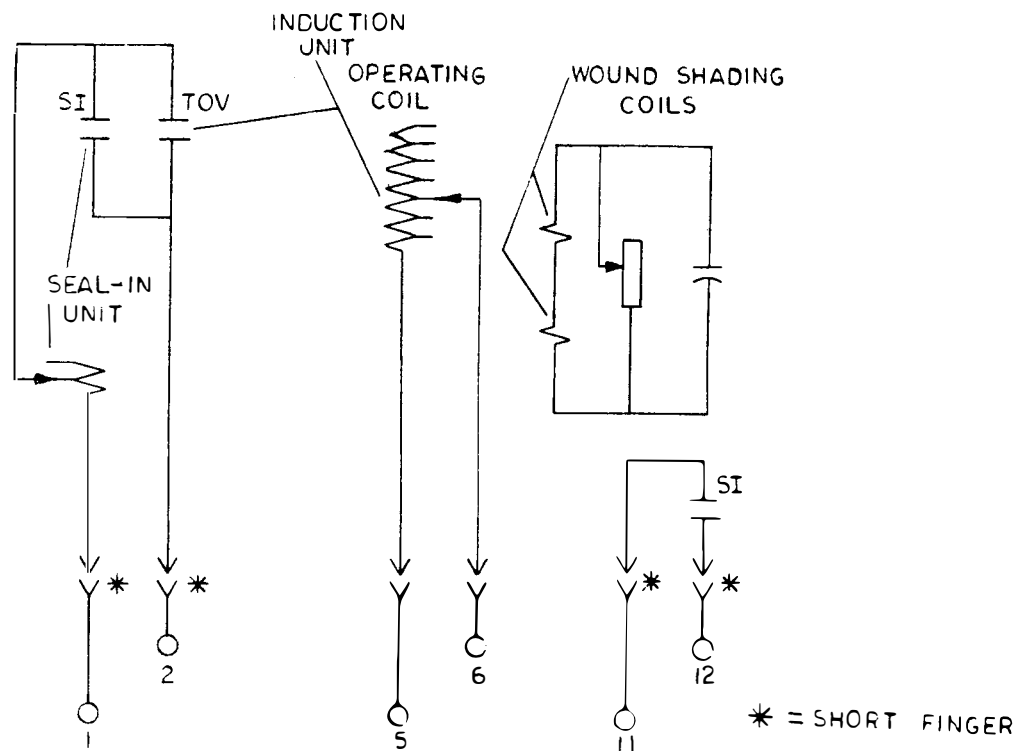 INDUCTION
UNIT
OPERATING
COIL
WOUND SHADING
COILS
SI
TOV
SEAL-IN
UNIT
SI
* *
* *
2
6
12
1
5
11
* = SHORT FINGER